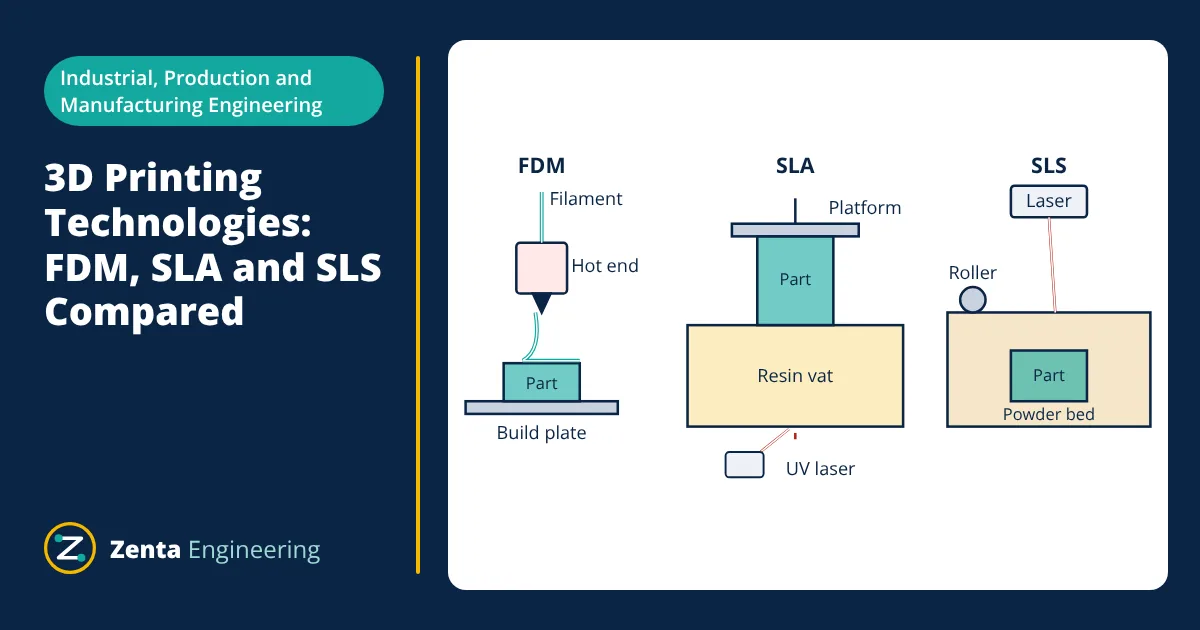 Industrial, Production and
Manufacturing Engineering
3D Printing
Technologies:
FDM, SLA and SLS
Compared
Zenta Engineering
FDM
Filament
Hot end
Part
Build plate
SLA
Platform
Part
Resin vat
UV laser
SLS
Laser
Roller
Part
Powder bed